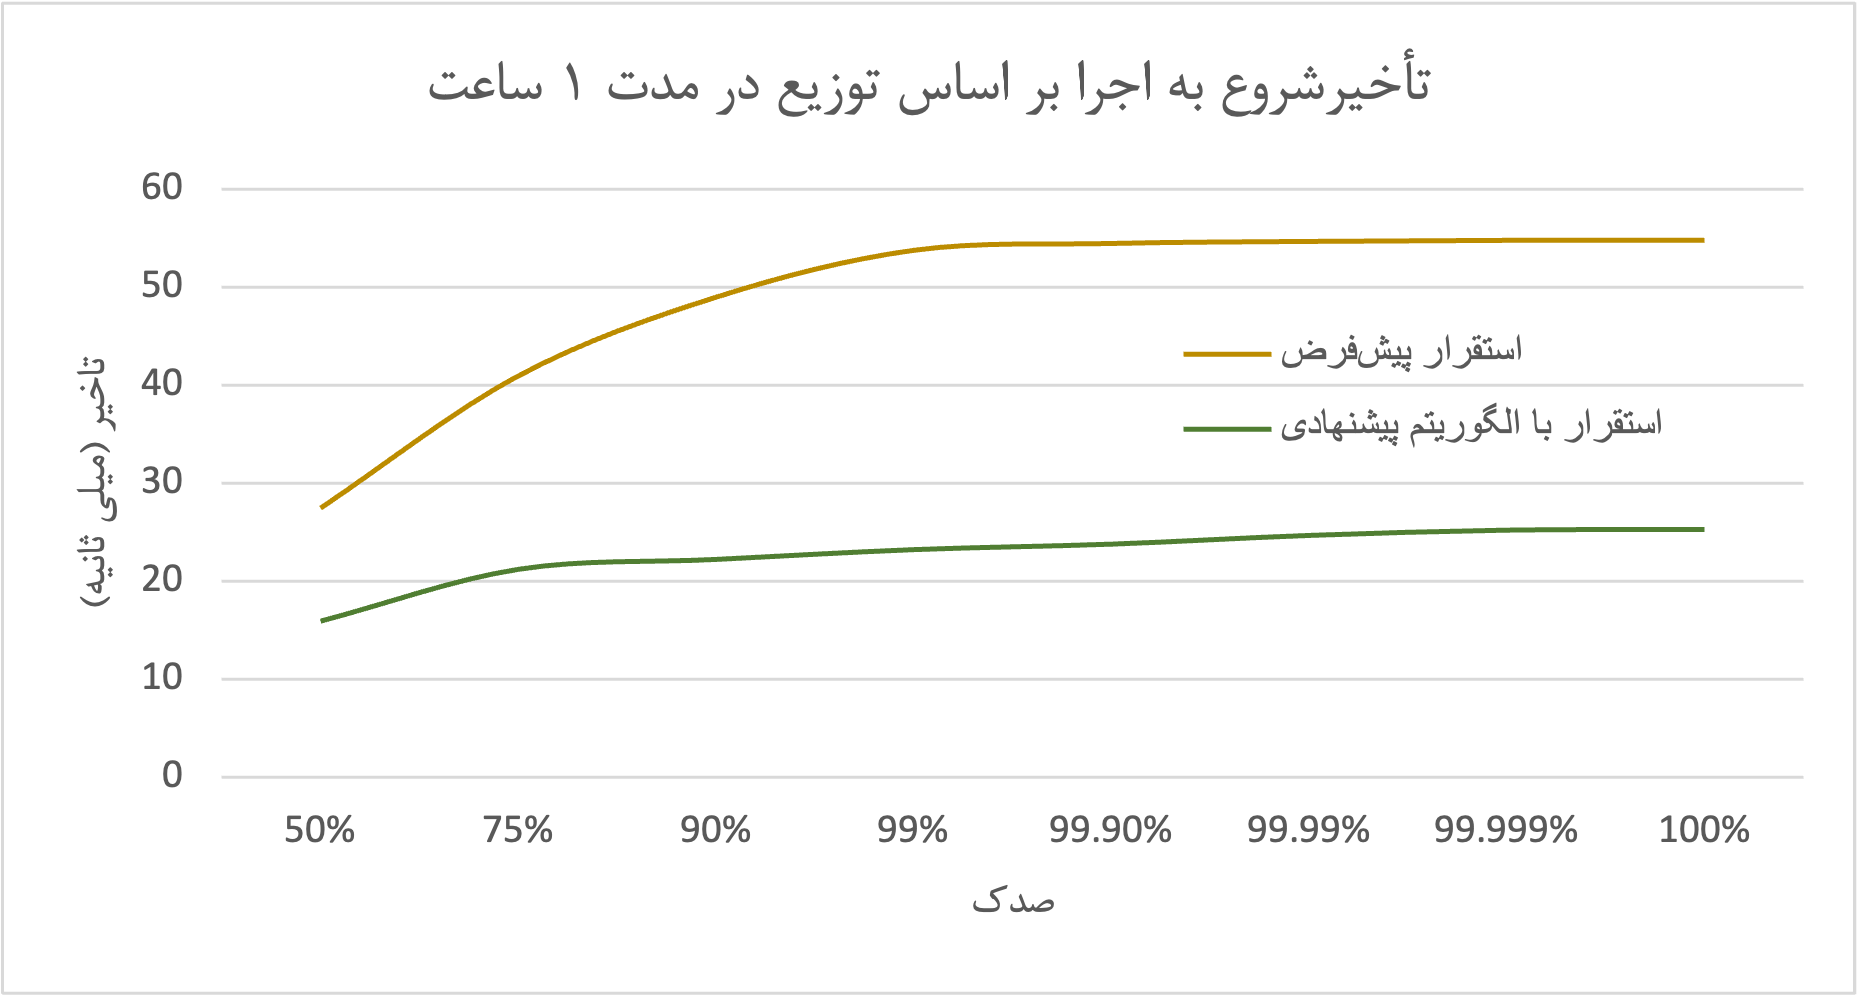 تأخیرشروع به اجرا بر اساس توزیع در مدت ۱ ساعت
60
50
40
30
20
10
0
تاخیر (میلی ثانیه)
استقرار پیش‌فرض
استقرار با الگوریتم پیشنهادی
50% 75% 90% 99% 99.90% 99.99% 99.999% 100%
صدک